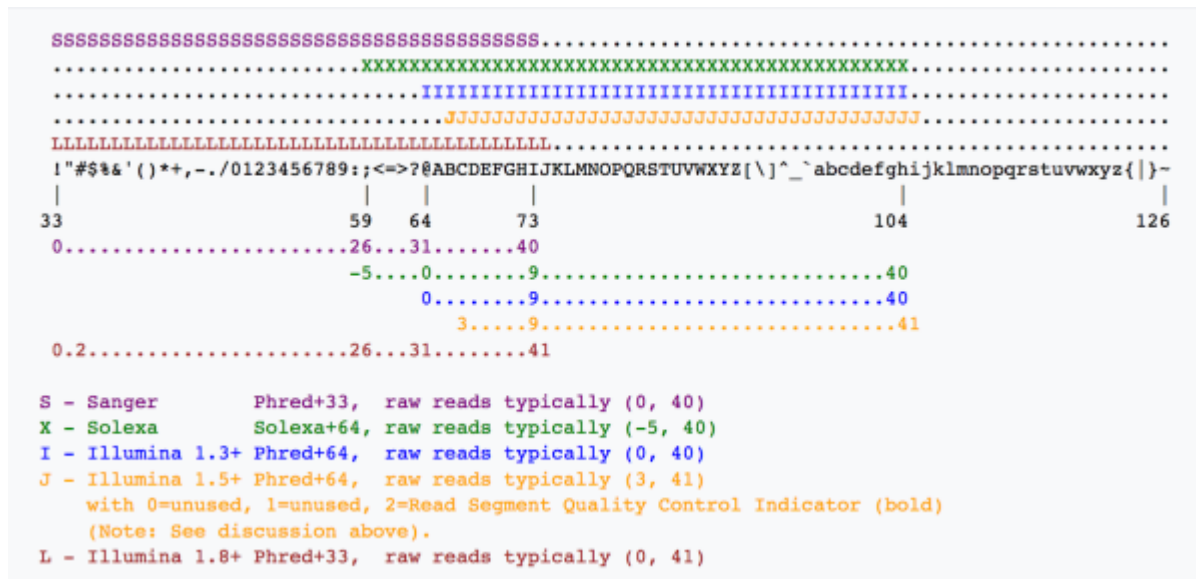 SSSSSSSSSSSSSSSSSSSSSSSSSSSSSSSSSSSSSSSSS.....................................................
..........................XXXXXXXXXXXXXXXXXXXXXXXXXXXXXXXXXXXXXXXXXXXXXX......................
...............................IIIIIIIIIIIIIIIIIIIIIIIIIIIIIIIIIIIIIIIII......................
.................................JJJJJJJJJJJJJJJJJJJJJJJJJJJJJJJJJJJJJJJJ.....................
LLLLLLLLLLLLLLLLLLLLLLLLLLLLLLLLLLLLLLLLLL....................................................
!"#$%&'()*+,-./0123456789:;<=>?@ABCDEFGHIJKLMNOPQRSTUVWXYZ[\]^_`abcdefghijklmnopqrstuvwxyz{|}~
| | | | | |
33 59 64 73 104 126
0........................26...31.......40
-5....0........9..............................40
0........9..............................40
3.....9..............................41
0.2......................26...31........41
S - Sanger Phred+33, raw reads typically (0, 40)
X - Solexa Solexa+64, raw reads typically (-5, 40)
I - Illumina 1.3+ Phred+64, raw reads typically (0, 40)
J - Illumina 1.5+ Phred+64, raw reads typically (3, 41)
with 0=unused, 1=unused, 2=Read Segment Quality Control Indicator (bold)
(Note: See discussion above).
L - Illumina 1.8+ Phred+33, raw reads typically (0, 41)